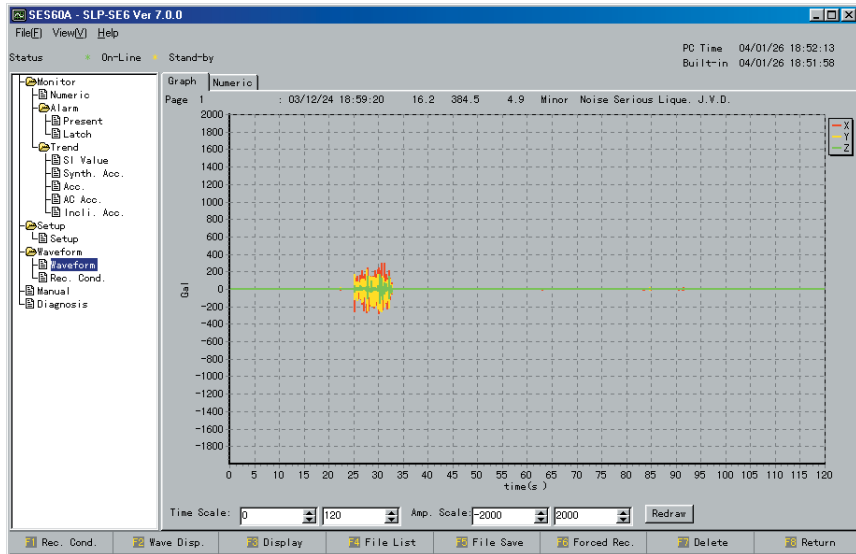 SES60A - SLP-SE6 Ver 7.0.0
File(F) View(V) Help
Status On-Line Stand-by
PC Time 04/01/26 18:52:13
Built-in 04/01/26 18:51:58
Monitor
Numeric
Alarm
Present
Latch
Trend
SI Value
Synth. Acc.
Acc.
AC Acc.
Incli. Acc.
Setup
Setup
Waveform
Waveform
Rec. Cond.
Manual
Diagnosis
Graph Numeric
Page 1 : 03/12/24 18:59:20 16.2 384.5 4.9 Minor Noise Serious Lique. J.V.D.
2000
1800
1600
1400
1200
1000
800
600
400
200
0
-200
-400
-600
-800
-1000
-1200
-1400
-1600
-1800
Gal
X
Y
Z
0 5 10 15 20 25 30 35 40 45 50 55 60 65 70 75 80 85 90 95 100 105 110 115 120
time(s )
Time Scale: 0 120 Amp. Scale: -2000 2000 Redraw
F1 Rec. Cond. F2 Wave Disp. F3 Display F4 File List F5 File Save F6 Forced Rec. F7 Delete F8 Return